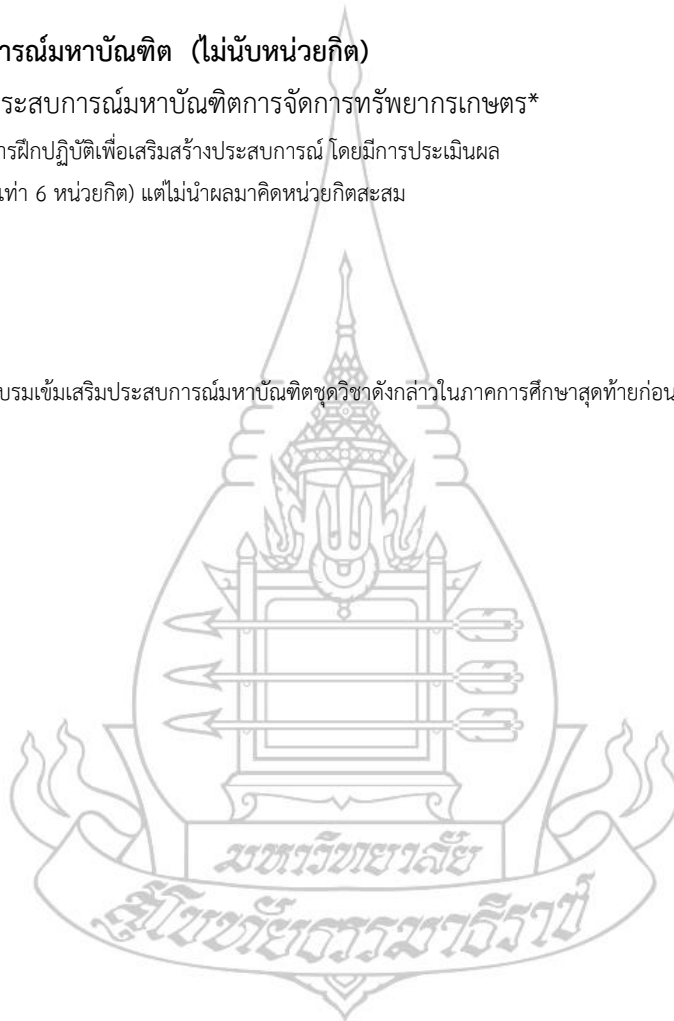 ารณ์มหาบัณฑิต (ไม่นับหน่วยกิต)
ระสบการณ์มหาบัณฑิตการจัดการทรัพยากรเกษตร*
ารฝึกปฏิบัติเพื่อเสริมสร้างประสบการณ์ โดยมีการประเมินผล
เท่า 6 หน่วยกิต) แต่ไม่นำผลมาคิดหน่วยกิตสะสม
บรมเข้มเสริมประสบการณ์มหาบัณฑิตชุดวิชาดังกล่าวในภาคการศึกษาสุดท้ายก่อน
มหาวิทยาลัย
สุโขทัยธรรมาธิราช